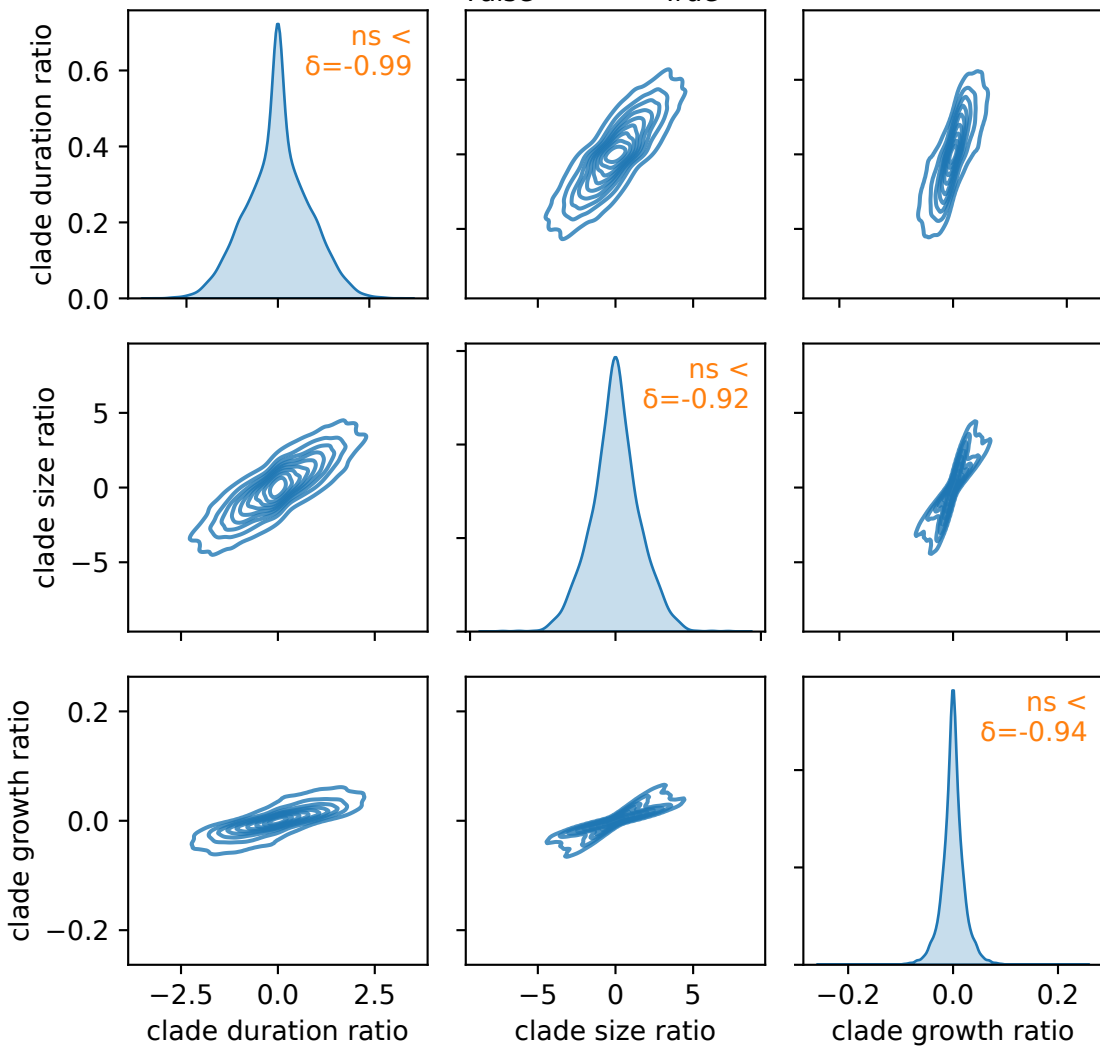 clade duration ratio
0.6
0.4
0.2
0.0
ns <
δ=-0.99
clade size ratio
5
0
−5
ns <
δ=-0.92
clade growth ratio
0.2
0.0
−0.2
ns <
δ=-0.94
−2.5 0.0 2.5
−5 0 5
−0.2 0.0 0.2
clade duration ratio
clade size ratio
clade growth ratio